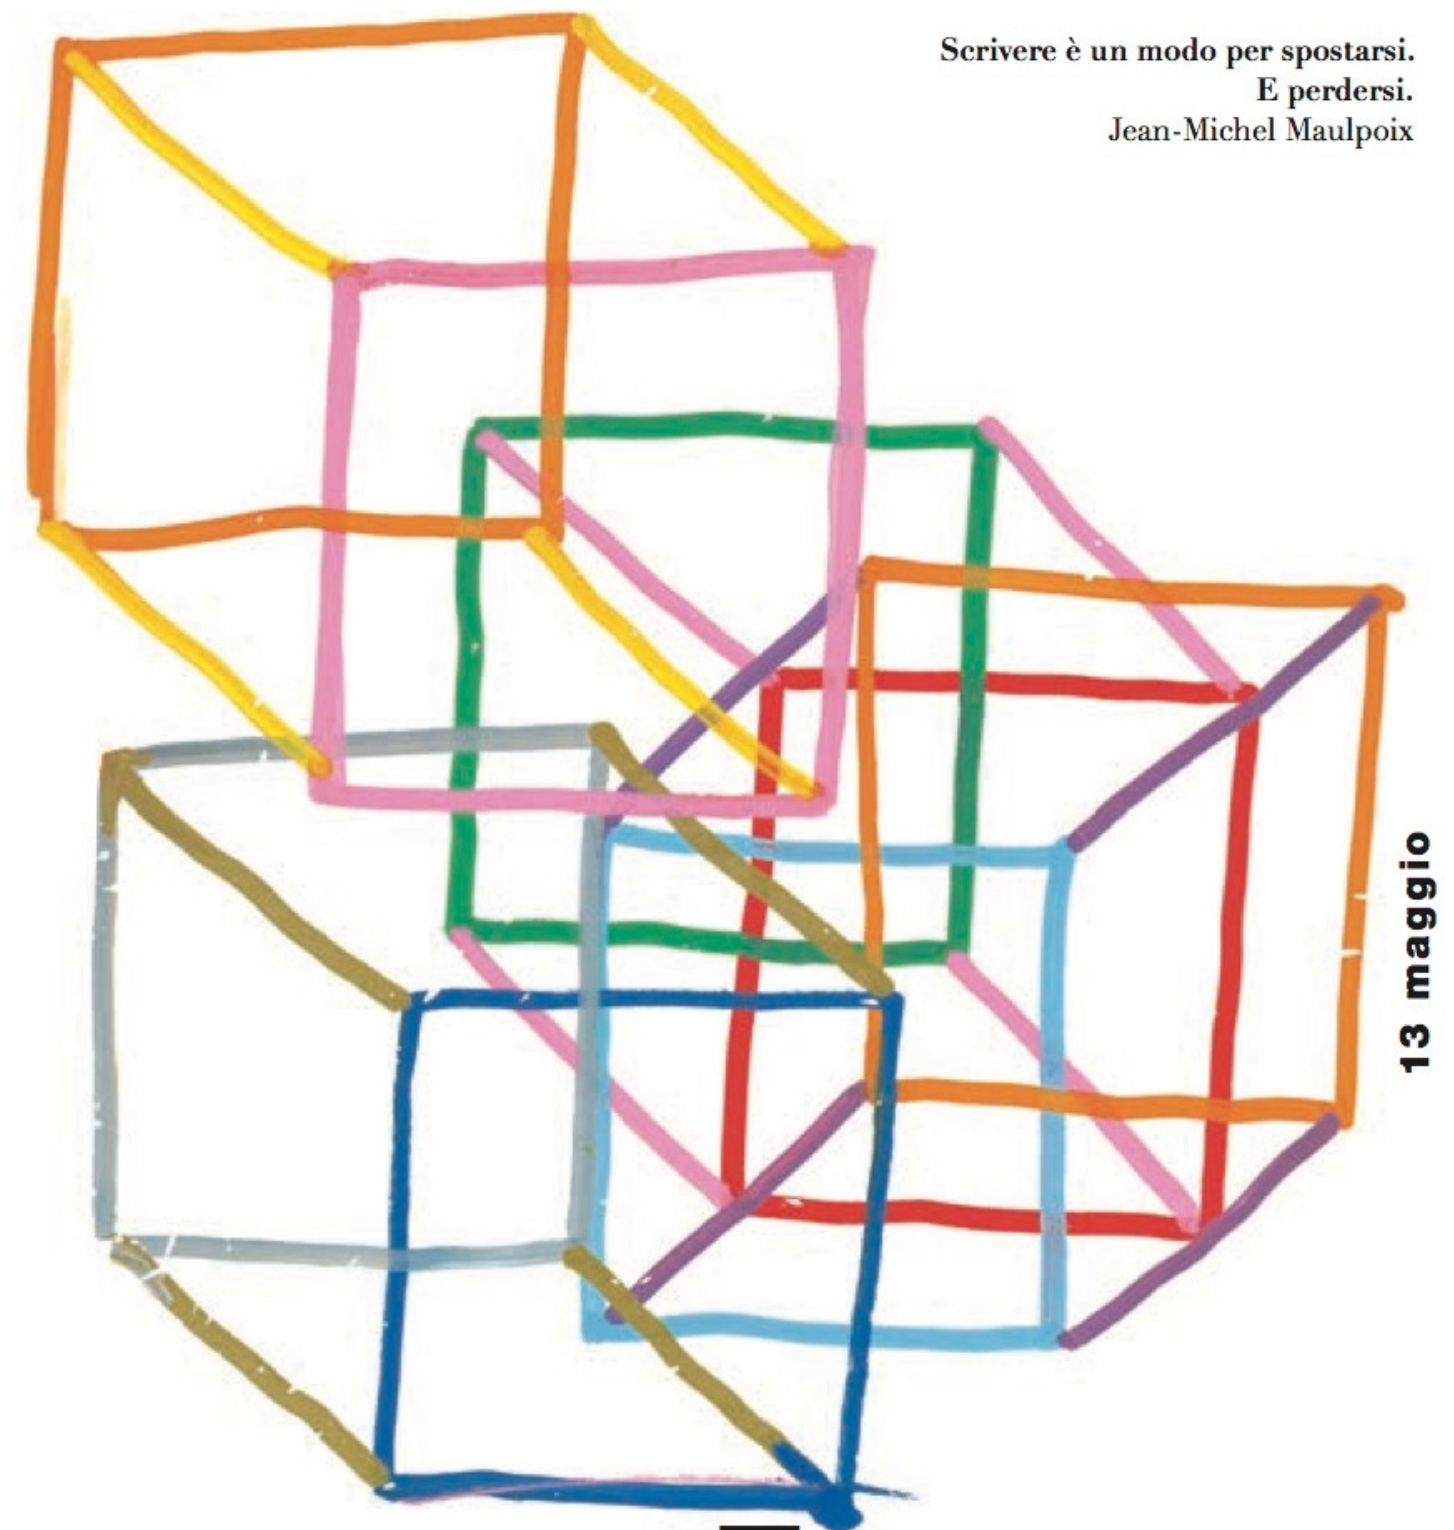 Scrivere è un modo per spostarsi.
E perdersi.
Jean-Michel Maulpoix
13 maggio